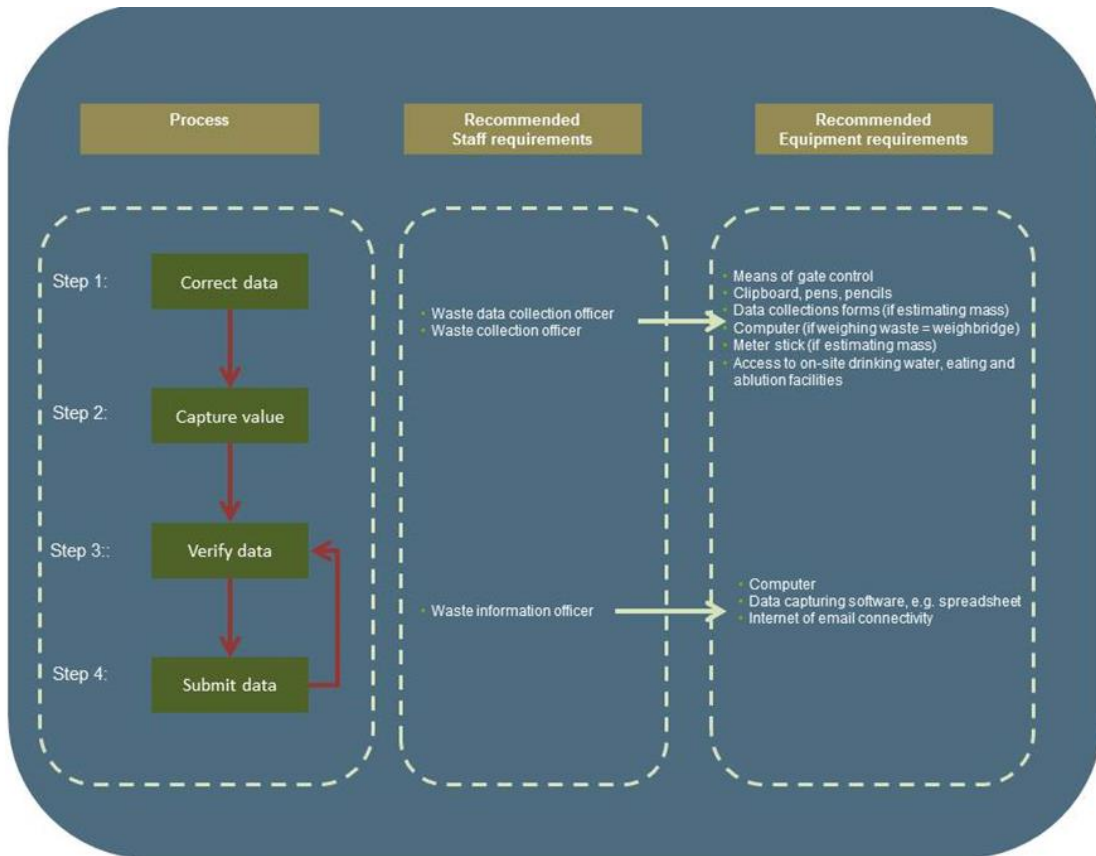 Process
Recommended
Staff requirements
Recommended
Equipment requirements
Step 1:
Correct data
Step 2:
Capture value
Step 3::
Verify data
Step 4:
Submit data
• Waste data collection officer
• Waste collection officer
• Waste information officer
• Means of gate control
• Clipboard, pens, pencils
• Data collections forms (if estimating mass)
• Computer (if weighing waste = weighbridge)
• Meter stick (if estimating mass)
• Access to on-site drinking water, eating and
ablution facilities
• Computer
• Data capturing software, e.g. spreadsheet
• Internet of email connectivity